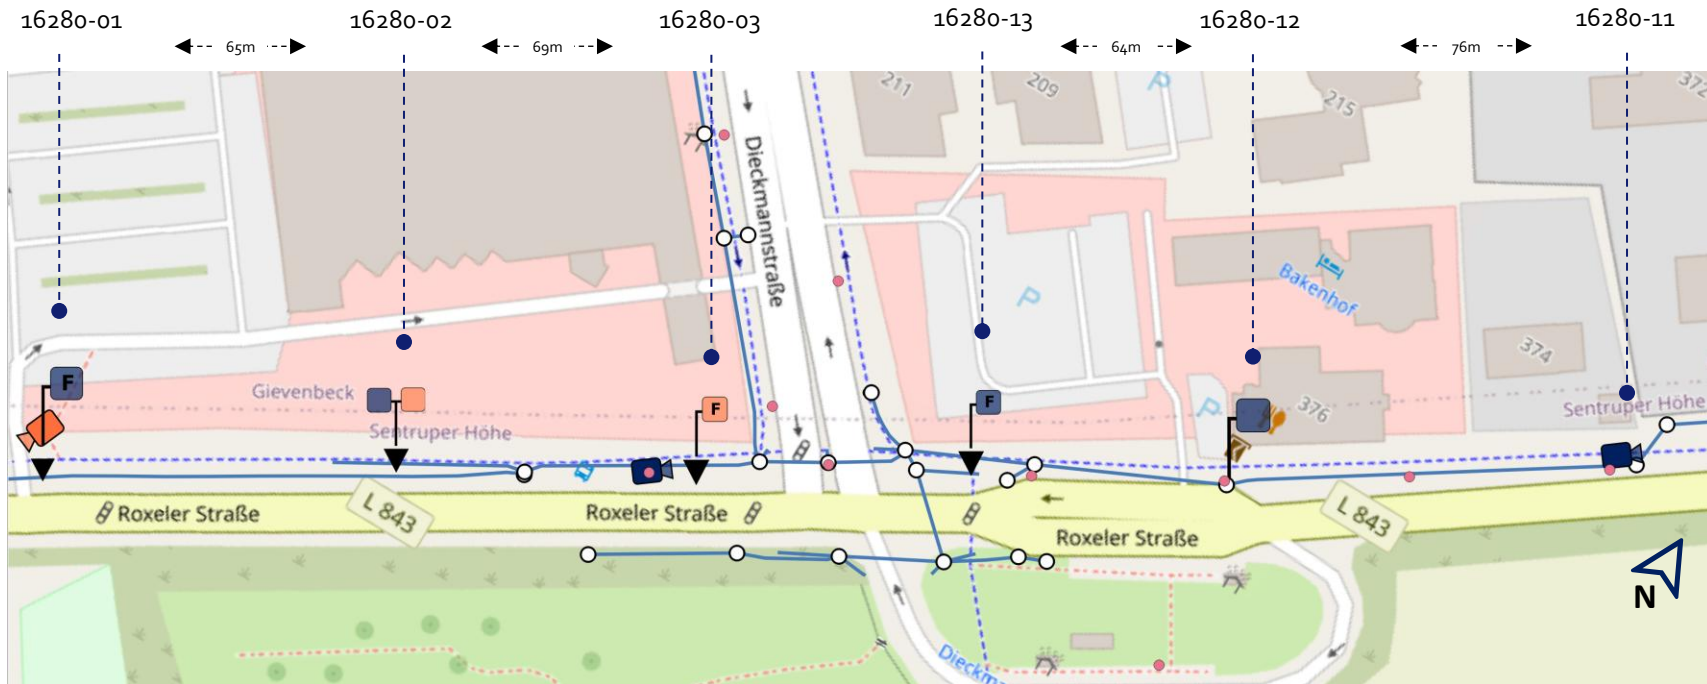 16280-01
16280-02
16280-03
16280-13
16280-12
16280-11
65m
69m
64m
76m
211
209
215
372
P
Dieckmannstraße
Bakenhof
P
374
F
Gievenbeck
Sentruper Höhe
F
F
P
376
Sentruper Höhe
Roxeler Straße
L 843
Roxeler Straße
Roxeler Straße
L 843
N
Dieckm